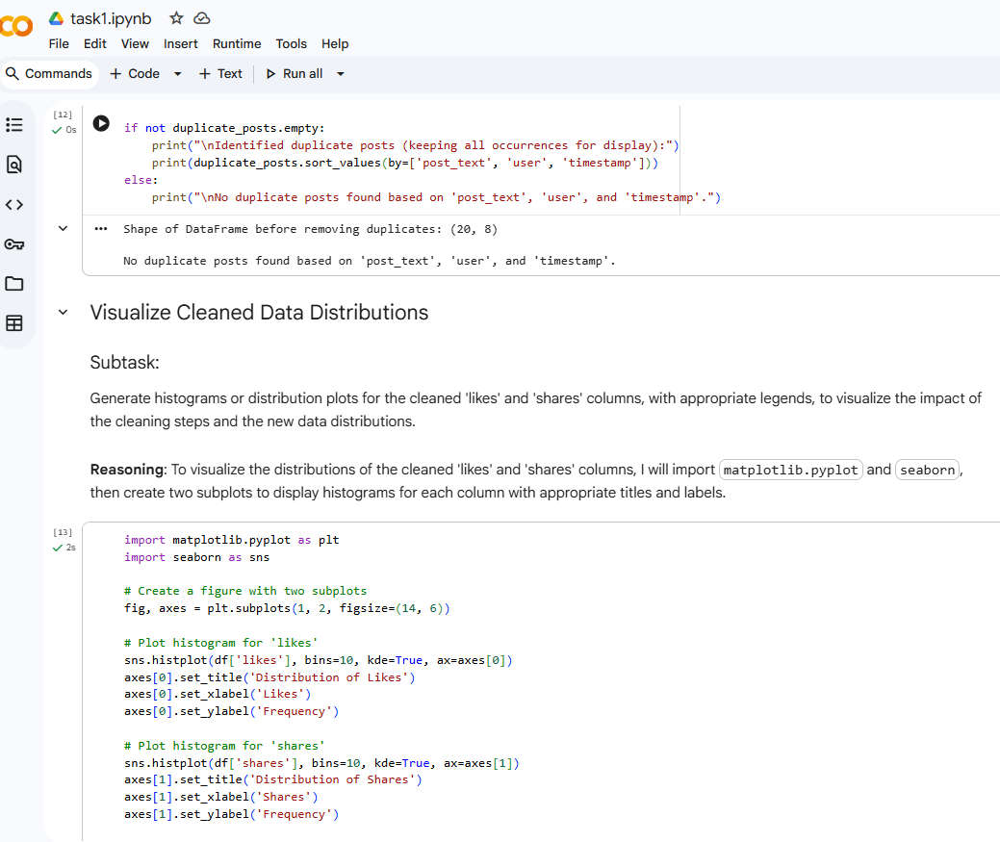 task1.ipynb
File Edit View Insert Runtime Tools Help
Commands + Code + Text Run all
[12]
0s
if not duplicate_posts.empty:
    print("\nIdentified duplicate posts (keeping all occurrences for display):")
    print(duplicate_posts.sort_values(by=['post_text', 'user', 'timestamp']))
else:
    print("\nNo duplicate posts found based on 'post_text', 'user', and 'timestamp'.")
Shape of DataFrame before removing duplicates: (20, 8)
No duplicate posts found based on 'post_text', 'user', and 'timestamp'.
Visualize Cleaned Data Distributions
Subtask:
Generate histograms or distribution plots for the cleaned 'likes' and 'shares' columns, with appropriate legends, to visualize the impact of
the cleaning steps and the new data distributions.
Reasoning: To visualize the distributions of the cleaned 'likes' and 'shares' columns, I will import matplotlib.pyplot and seaborn,
then create two subplots to display histograms for each column with appropriate titles and labels.
[13]
2s
import matplotlib.pyplot as plt
import seaborn as sns
# Create a figure with two subplots
fig, axes = plt.subplots(1, 2, figsize=(14, 6))
# Plot histogram for 'likes'
sns.histplot(df['likes'], bins=10, kde=True, ax=axes[0])
axes[0].set_title('Distribution of Likes')
axes[0].set_xlabel('Likes')
axes[0].set_ylabel('Frequency')
# Plot histogram for 'shares'
sns.histplot(df['shares'], bins=10, kde=True, ax=axes[1])
axes[1].set_title('Distribution of Shares')
axes[1].set_xlabel('Shares')
axes[1].set_ylabel('Frequency')